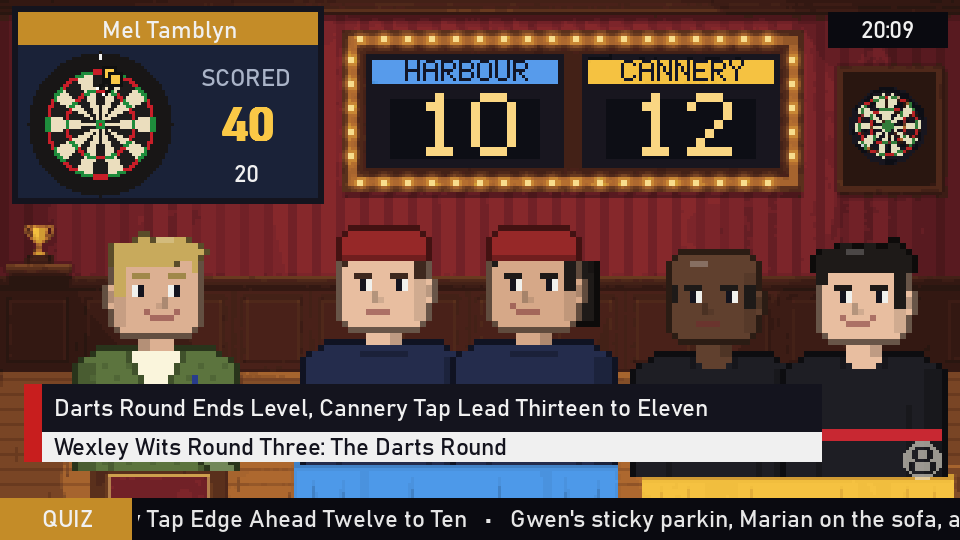 Mel Tamblyn
SCORED
40
20
HARBOUR
10
CANNERY
12
20:09
Darts Round Ends Level, Cannery Tap Lead Thirteen to Eleven
Wexley Wits Round Three: The Darts Round
QUIZ
Tap Edge Ahead Twelve to Ten · Gwen's sticky parkin, Marian on the sofa, a